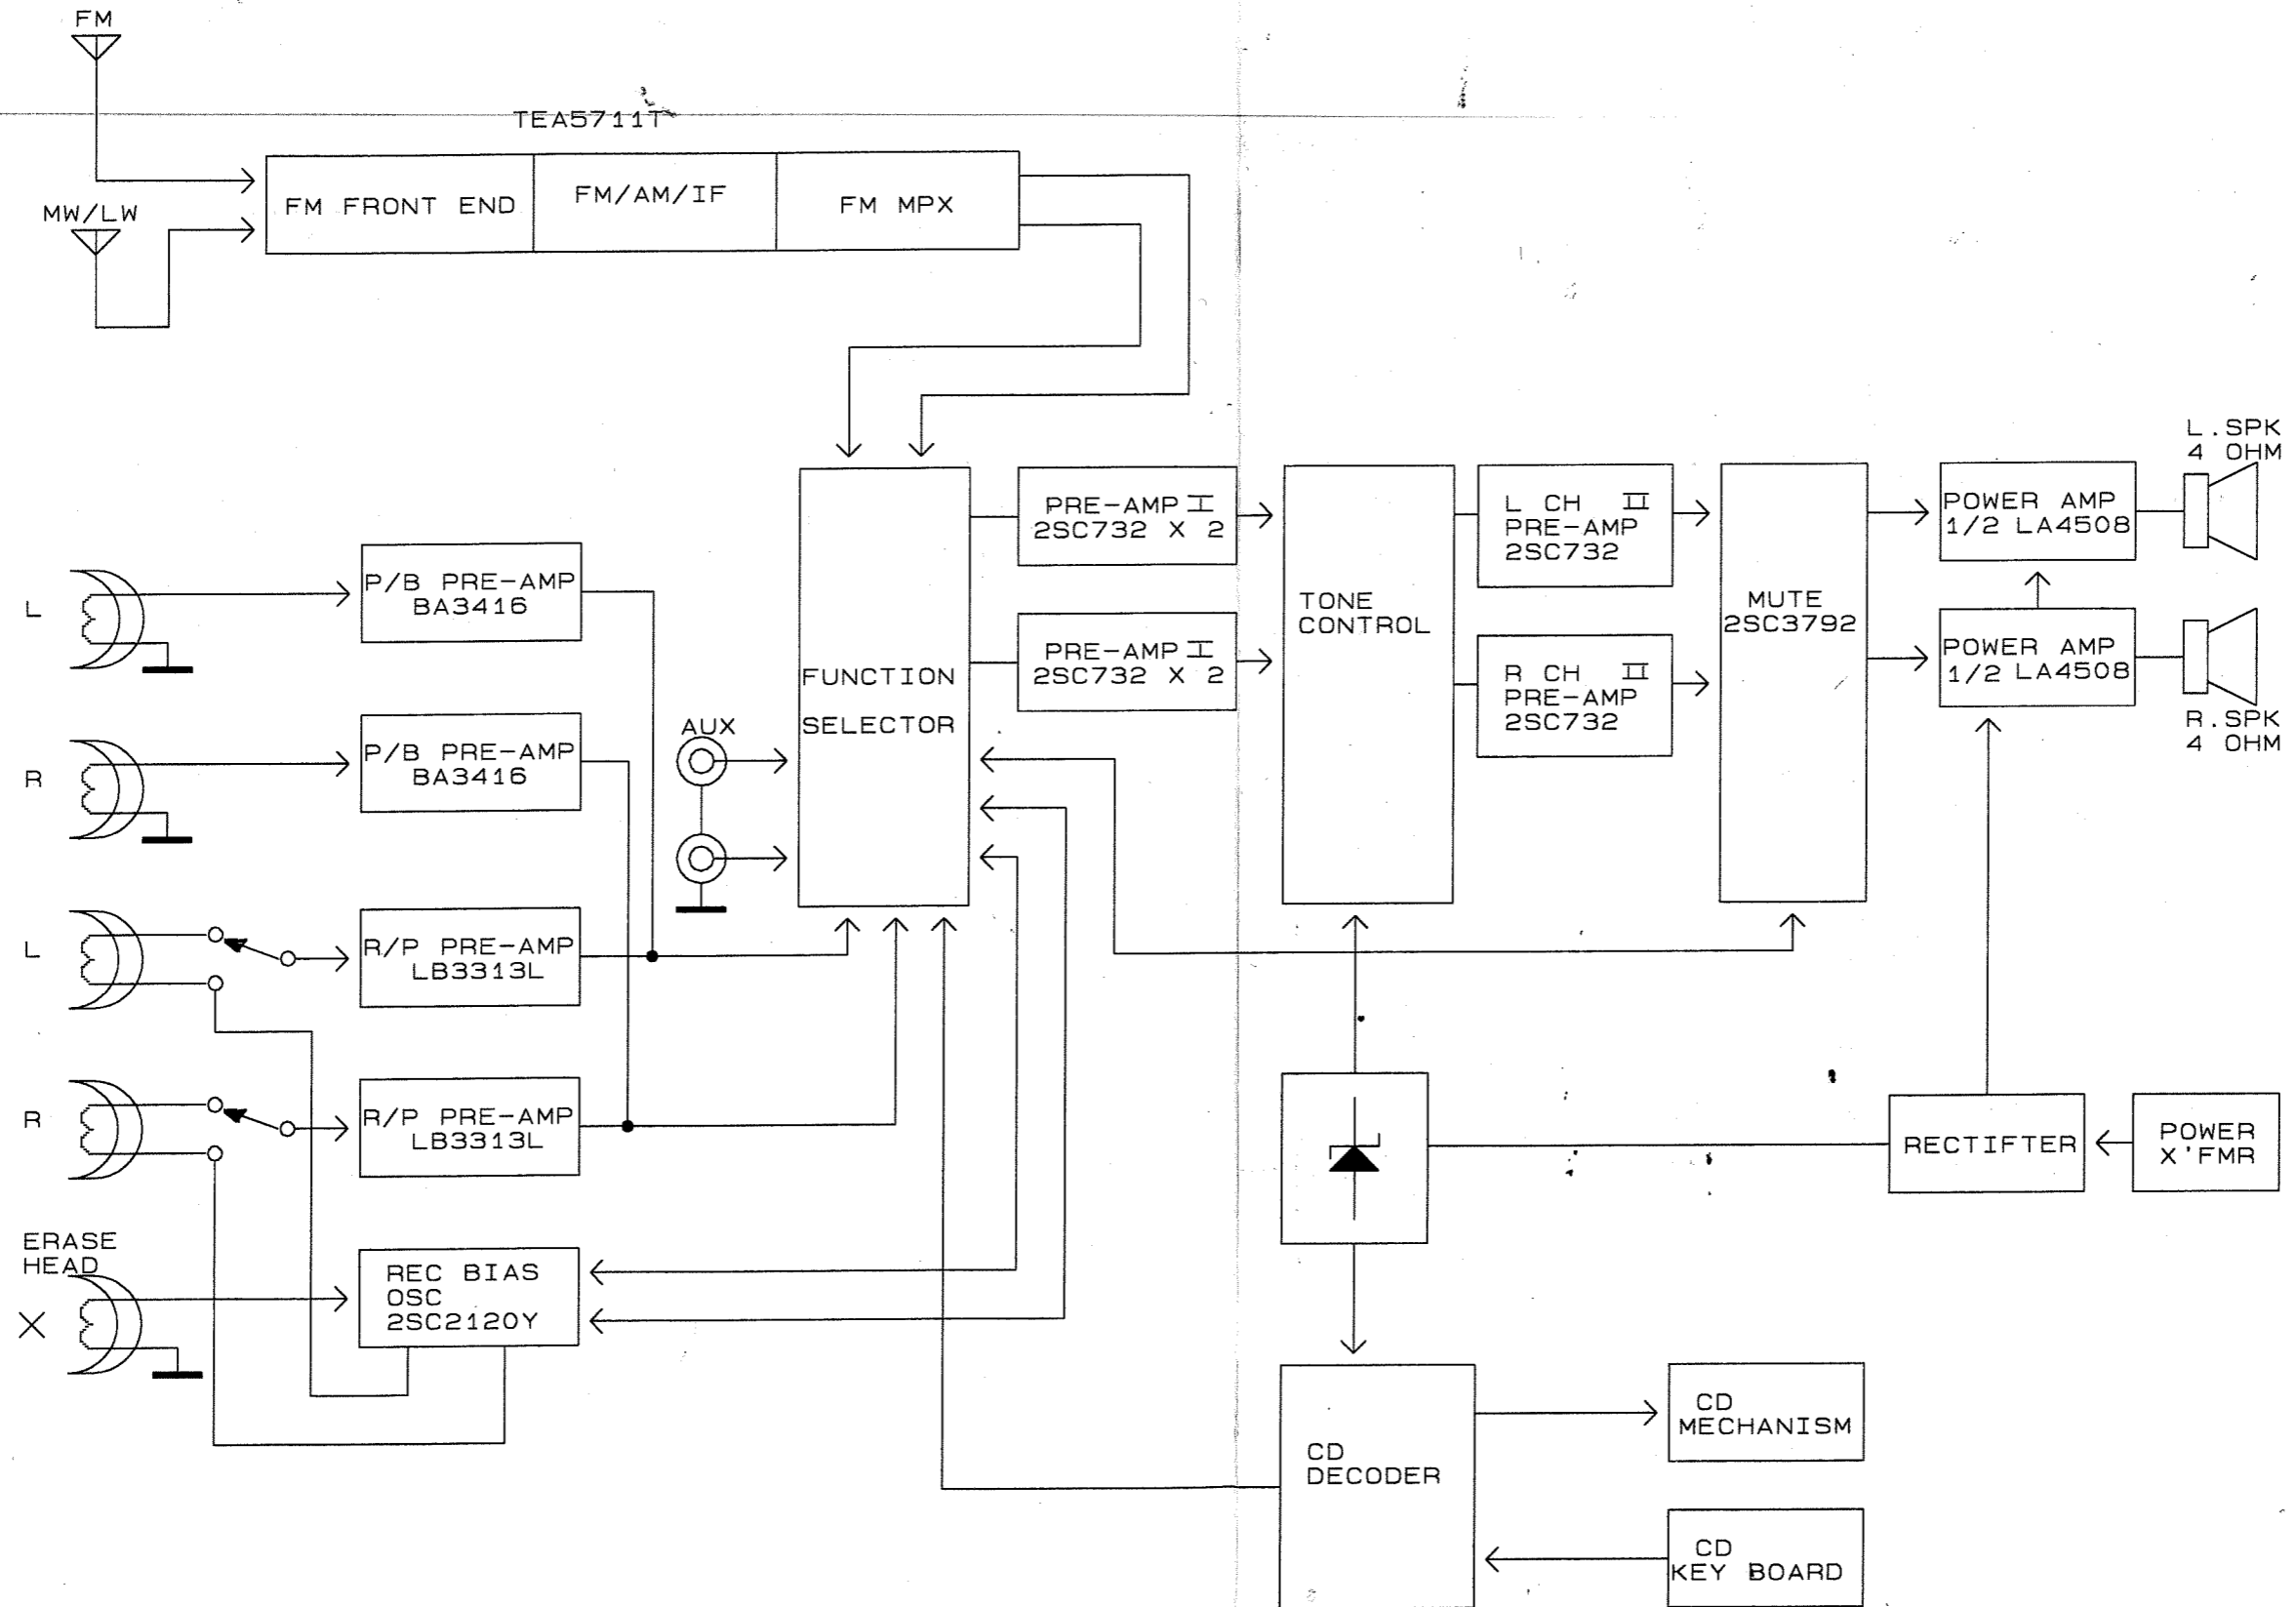 FM
TEA5711T
FM FRONT END
FM/AM/IF
FM MPX
MW/LW
L.SPK
4 OHM
PRE-AMP I
2SC732 X 2
L CH II
PRE-AMP
2SC732
POWER AMP
1/2 LA4508
L
P/B PRE-AMP
BA3416
TONE
CONTROL
MUTE
2SC3792
PRE-AMP I
2SC732 X 2
R CH II
PRE-AMP
2SC732
POWER AMP
1/2 LA4508
FUNCTION
SELECTOR
R.SPK
4 OHM
AUX
R
P/B PRE-AMP
BA3416
L
R/P PRE-AMP
LB3313L
R
R/P PRE-AMP
LB3313L
RECTIFTER
POWER
X'FMR
ERASE
HEAD
X
REC BIAS
OSC
2SC2120Y
CD
MECHANISM
CD
DECODER
CD
KEY BOARD